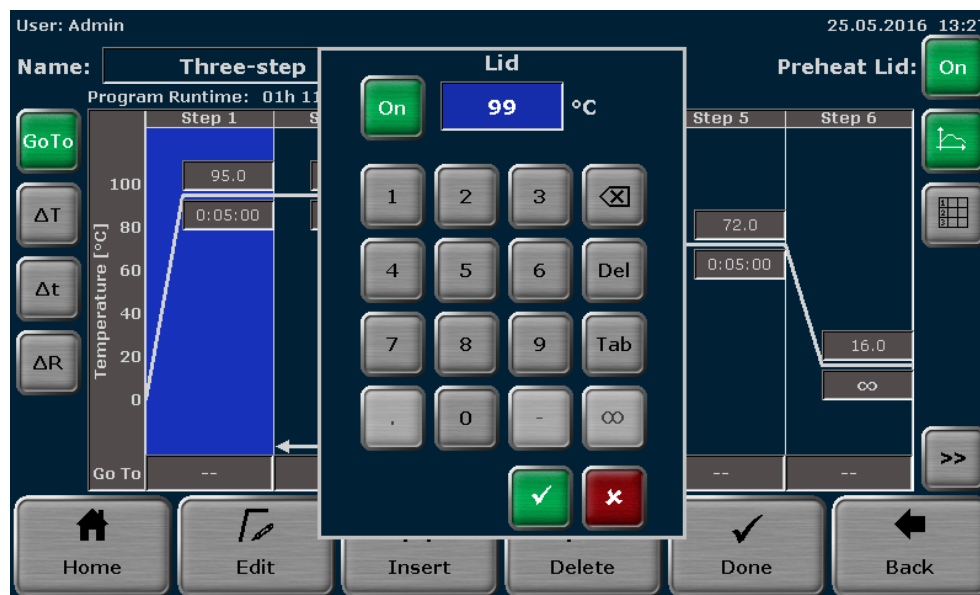 User: Admin
25.05.2016 13:2
Name: Three-step
Preheat Lid: On
Program Runtime: 01h 11
Lid
On 99 °C
Step 1
Step 5
Step 6
GoTo
ΔT
Δt
ΔR
Temperature [°C]
100
80
60
40
20
0
95.0
0:05:00
72.0
0:05:00
16.0
∞
1 2 3
4 5 6 Del
7 8 9 Tab
. 0 - ∞
>>
Go To -- -- --
Home
Edit
Insert
Delete
Done
Back